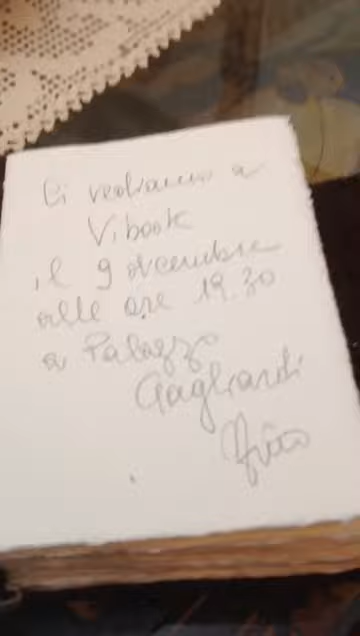 Ci vediamo a
Vibook
il 9 dicembre
alle ore 19.30
a Palazzo
Gagliardi